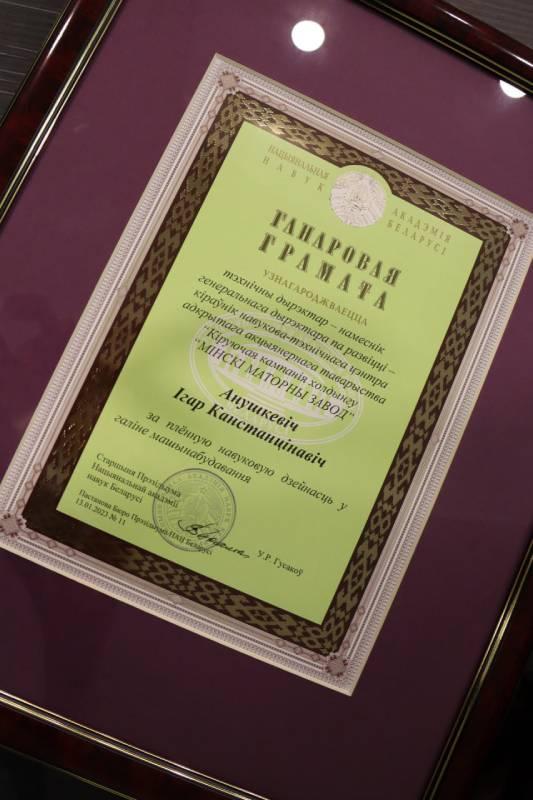 НАЦЫЯНАЛЬНАЯ АКАДЭМІЯ
НАВУК БЕЛАРУСІ
ГАНАРОВАЯ
ГРАМАТА
УЗНАГАРОДЖВАЕЦЦА
тэхнічны дырэктар – намеснік
генеральнага дырэктара па развіцці –
кіраўнік навукова-тэхнічнага цэнтра
адкрытага акцыянернага таварыства
"Кіруючая кампанія холдынгу
"МІНСКІ МАТОРНЫ ЗАВОД"
Анушкевіч
Ігар Канстанцінавіч
за плённую навуковую дзейнасць у
галіне машынабудавання
Старшыня Прэзідыума
Нацыянальнай акадэміі
навук Беларусі
У.Р. Гусакоў
Пастанова Бюро Прэзідыума НАН Беларусі
13.01.2023 № 11